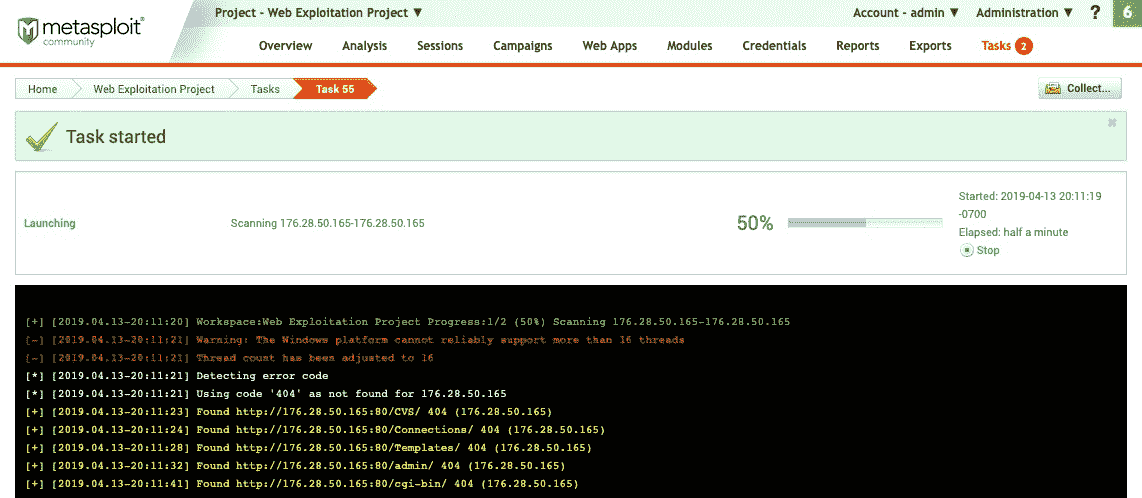 metasploit®
community
Project - Web Exploitation Project ▼
Account - admin ▼ Administration ▼ ? 6
Overview Analysis Sessions Campaigns Web Apps Modules Credentials Reports Exports Tasks 2
Home Web Exploitation Project Tasks Task 55
Collect...
Task started
Launching
Scanning 176.28.50.165-176.28.50.165
50%
Started: 2019-04-13 20:11:19
-0700
Elapsed: half a minute
Stop
[+] [2019.04.13-20:11:20] Workspace:Web Exploitation Project Progress:1/2 (50%) Scanning 176.28.50.165-176.28.50.165
[-] [2019.04.13-20:11:21] Warning: The Windows platform cannot reliably support more than 16 threads
[-] [2019.04.13-20:11:21] Thread count has been adjusted to 16
[*] [2019.04.13-20:11:21] Detecting error code
[*] [2019.04.13-20:11:21] Using code '404' as not found for 176.28.50.165
[+] [2019.04.13-20:11:23] Found http://176.28.50.165:80/CVS/ 404 (176.28.50.165)
[+] [2019.04.13-20:11:24] Found http://176.28.50.165:80/Connections/ 404 (176.28.50.165)
[+] [2019.04.13-20:11:28] Found http://176.28.50.165:80/Templates/ 404 (176.28.50.165)
[+] [2019.04.13-20:11:32] Found http://176.28.50.165:80/admin/ 404 (176.28.50.165)
[+] [2019.04.13-20:11:41] Found http://176.28.50.165:80/cgi-bin/ 404 (176.28.50.165)